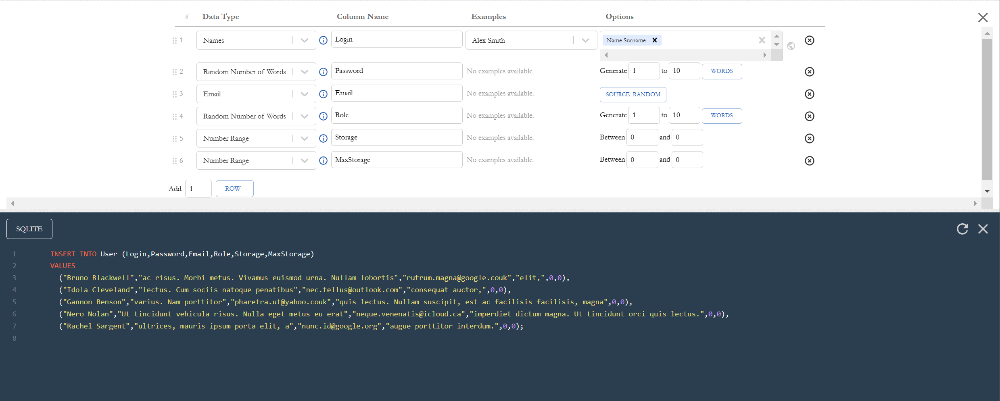 6 Data Type Column Name Examples Options
1 Names Login Alex Smith Name Surname
2 Random Number of Words Password No examples available. Generate 1 to 10 WORDS
3 Email Email No examples available. SOURCE: RANDOM
4 Random Number of Words Role No examples available. Generate 1 to 10 WORDS
5 Number Range Storage No examples available. Between 0 and 0
6 Number Range MaxStorage No examples available. Between 0 and 0
Add 1 ROW
SQLITE
1 INSERT INTO User (Login,Password,Email,Role,Storage,MaxStorage)
2 VALUES
3 ("Bruno Blackwell","ac risus. Morbi metus. Vivamus euismod urna. Nullam lobortis","rutrum.magna@google.couk","elit,",0,0),
4 ("Idola Cleveland","lectus. Cum sociis natoque penatibus","nec.tellus@outlook.com","consequat auctor,",0,0),
5 ("Gannon Benson","varius. Nam porttitor","pharetra.ut@yahoo.couk","quis lectus. Nullam suscipit, est ac facilisis facilisis, magna",0,0),
6 ("Nero Nolan","Ut tincidunt vehicula risus. Nulla eget metus eu erat","neque.venenatis@icloud.ca","imperdiet dictum magna. Ut tincidunt orci quis lectus.",0,0),
7 ("Rachel Sargent","ultrices, mauris ipsum porta elit, a","nunc.id@google.org","augue porttitor interdum.",0,0);
8